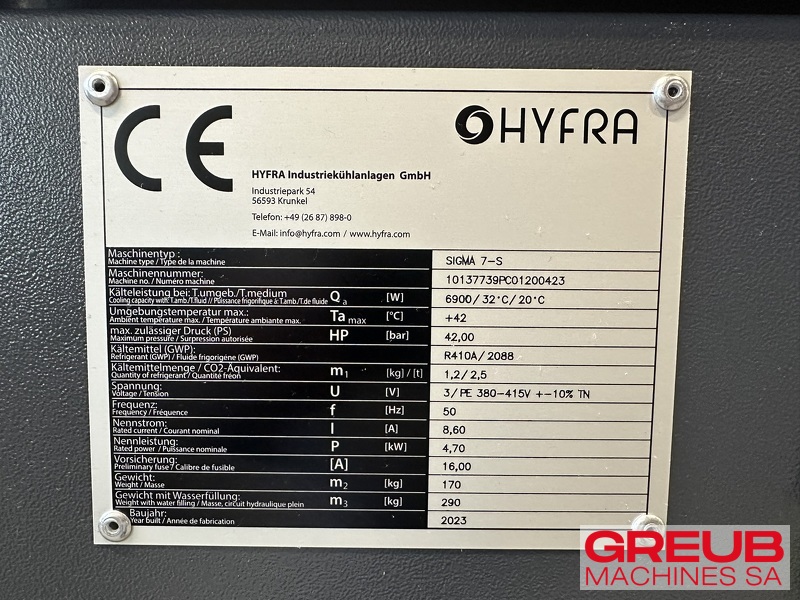 CE HYFRA
HYFRA Industriekühlanlagen GmbH
Industriepark 54
56593 Krunkel
Telefon: +49 (26 87) 898-0
E-Mail: info@hyfra.com / www.hyfra.com
Maschinentyp: SIGMA 7-S
Machine type / Type de la machine
Maschinennummer: 10137739PC01200423
Machine no./ Numéro machine
Kälteleistung bei: T.umgeb./T.medium Qa [W] 6900/32°C/20°C
Cooling capacity with: T.amb./T.fluid // Puissance frigorifique à: T.amb./T.de fluide
Umgebungstemperatur max.: Ta max [°C] +42
Ambient temperature max. / Température ambiante max.
max. zulässiger Druck (PS) HP [bar] 42,00
Maximum pressure / Surpression autorisée
Kältemittel (GWP): R410A/2088
Refrigerant (GWP) / Fluide frigorigène (GWP)
Kältemittelmenge / CO2-Äquivalent: m1 [kg] / [t] 1,2/2,5
Quantity of refrigerant / Quantité fréon
Spannung: U [V] 3/PE 380-415V +-10% TN
Voltage / Tension
Frequenz: f [Hz] 50
Frequency / Fréquence
Nennstrom: I [A] 8,60
Rated current / Courant nominal
Nennleistung: P [kW] 4,70
Rated power / Puissance nominale
Vorsicherung: [A] 16,00
Preliminary fuse / Calibre de fusible
Gewicht: m2 [kg] 170
Weight / Masse
Gewicht mit Wasserfüllung: m3 [kg] 290
Weight with water filling / Masse, circuit hydraulique plein
Baujahr: 2023
Year built / Année de fabrication
GREUB
MACHINES SA